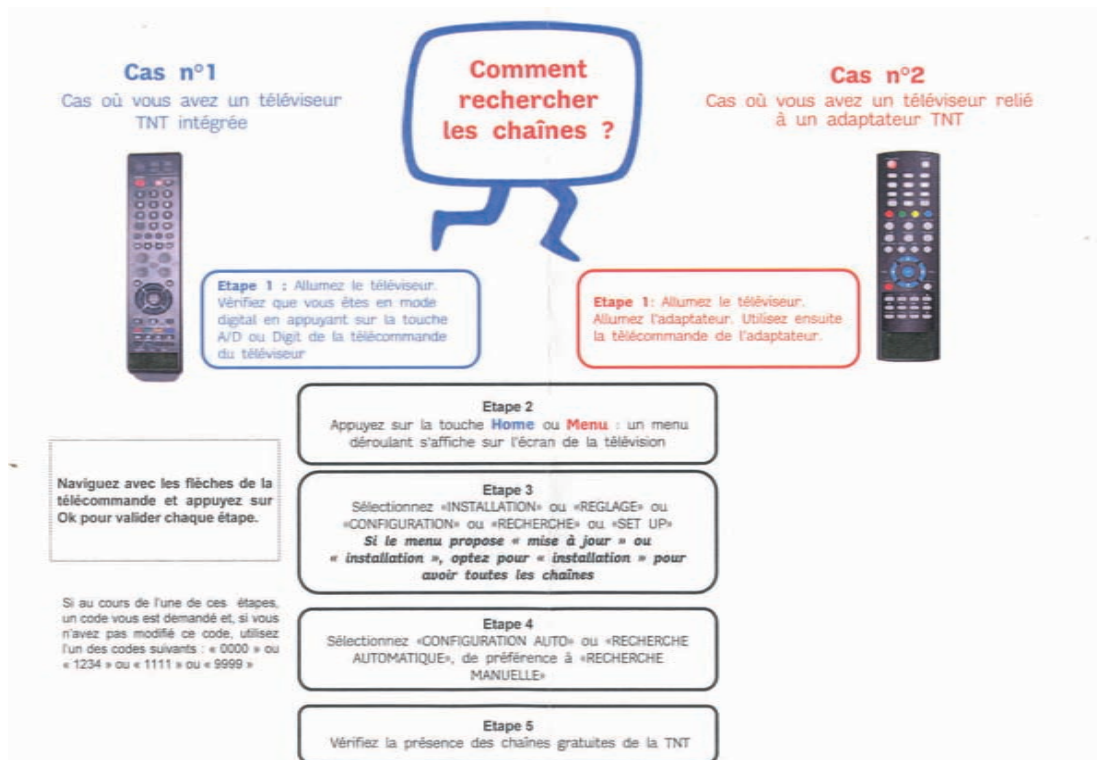 Comment
rechercher
les chaînes ?
Cas n°1
Cas où vous avez un téléviseur
TNT intégrée
Cas n°2
Cas où vous avez un téléviseur relié
à un adaptateur TNT
Etape 1 : Allumez le téléviseur.
Vérifiez que vous êtes en mode
digital en appuyant sur la touche
A/D ou Digit de la télécommande
du téléviseur
Etape 1: Allumez le téléviseur.
Allumez l'adaptateur. Utilisez ensuite
la télécommande de l'adaptateur.
Etape 2
Appuyez sur la touche Home ou Menu : un menu
déroulant s'affiche sur l'écran de la télévision
Naviguez avec les flèches de la
télécommande et appuyez sur
Ok pour valider chaque étape.
Etape 3
Sélectionnez «INSTALLATION» ou «REGLAGE» ou
«CONFIGURATION» ou «RECHERCHE» ou «SET UP»
Si le menu propose « mise à jour » ou
« installation », optez pour « installation » pour
avoir toutes les chaînes
Si au cours de l'une de ces étapes,
un code vous est demandé et, si vous
n'avez pas modifié ce code, utilisez
l'un des codes suivants : « 0000 » ou
« 1234 » ou « 1111 » ou « 9999 »
Etape 4
Sélectionnez «CONFIGURATION AUTO» ou «RECHERCHE
AUTOMATIQUE», de préférence à «RECHERCHE
MANUELLE»
Etape 5
Vérifiez la présence des chaînes gratuites de la TNT